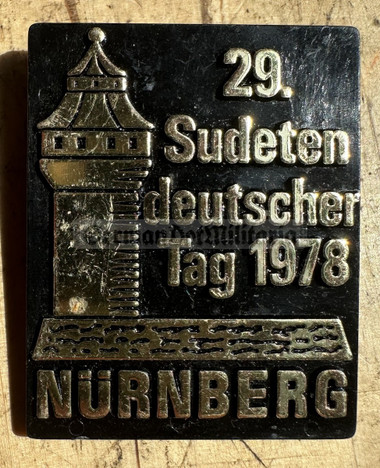 29.
Sudeten
deutscher
Tag 1978
NÜRNBERG